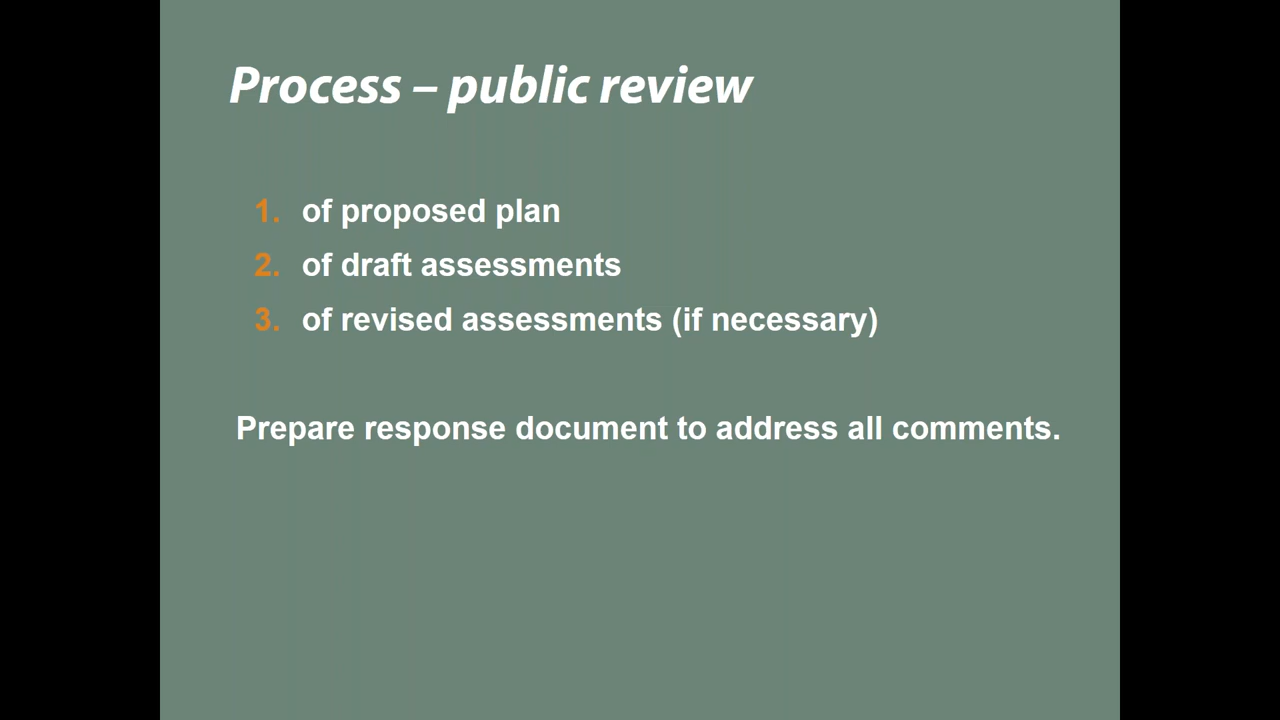 Process – public review
1. of proposed plan
2. of draft assessments
3. of revised assessments (if necessary)
Prepare response document to address all comments.